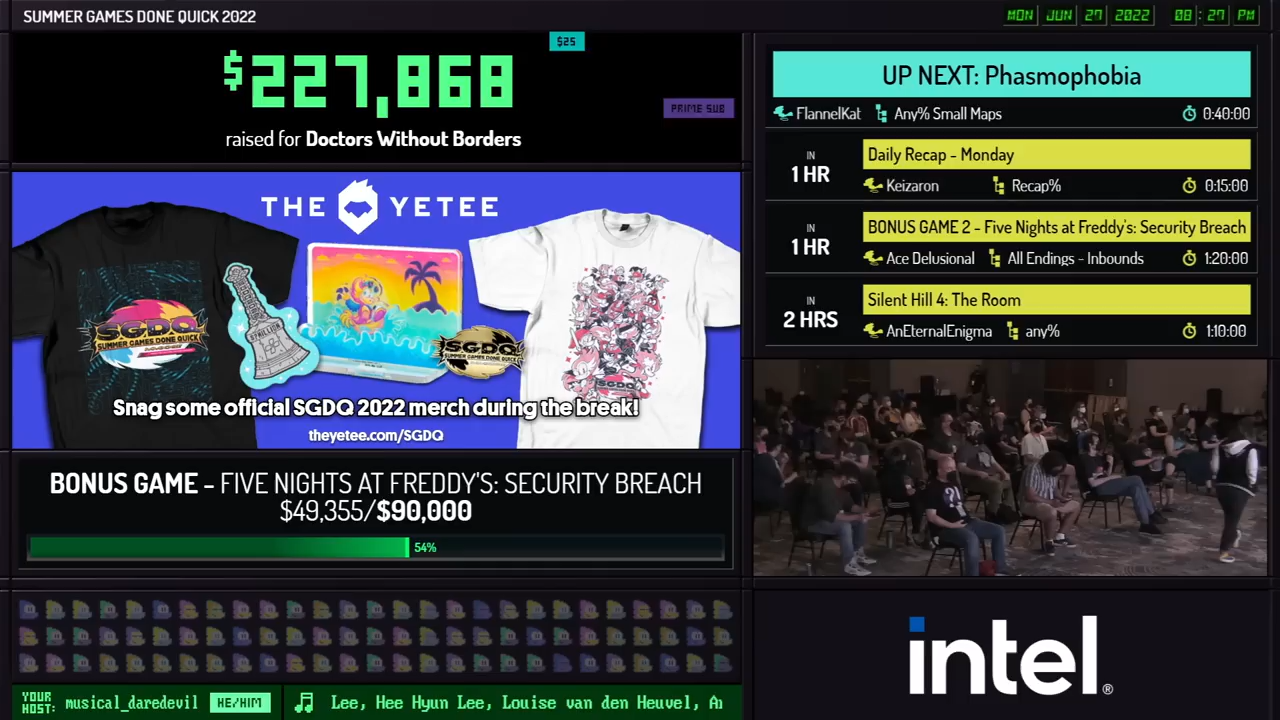 SUMMER GAMES DONE QUICK 2022
MON JUN 27 2022 08:27 PM
$25
$227,868
PRIME SUB
raised for Doctors Without Borders
THE YETEE
SGDQ
SUMMER GAMES DONE QUICK
SGDQ
SUMMER GAMES DONE QUICK
SGDQ
Snag some official SGDQ 2022 merch during the break!
theyetee.com/SGDQ
BONUS GAME - FIVE NIGHTS AT FREDDY'S: SECURITY BREACH
$49,355/$90,000
54%
YOUR HOST: musical_daredevil HE/HIM
Lee, Hee Hyun Lee, Louise van den Heuvel, A
UP NEXT: Phasmophobia
FlannelKat Any% Small Maps 0:40:00
IN 1 HR
Daily Recap - Monday
Keizaron Recap% 0:15:00
IN 1 HR
BONUS GAME 2 - Five Nights at Freddy's: Security Breach
Ace Delusional All Endings - Inbounds 1:20:00
IN 2 HRS
Silent Hill 4: The Room
AnEternalEnigma any% 1:10:00
intel®